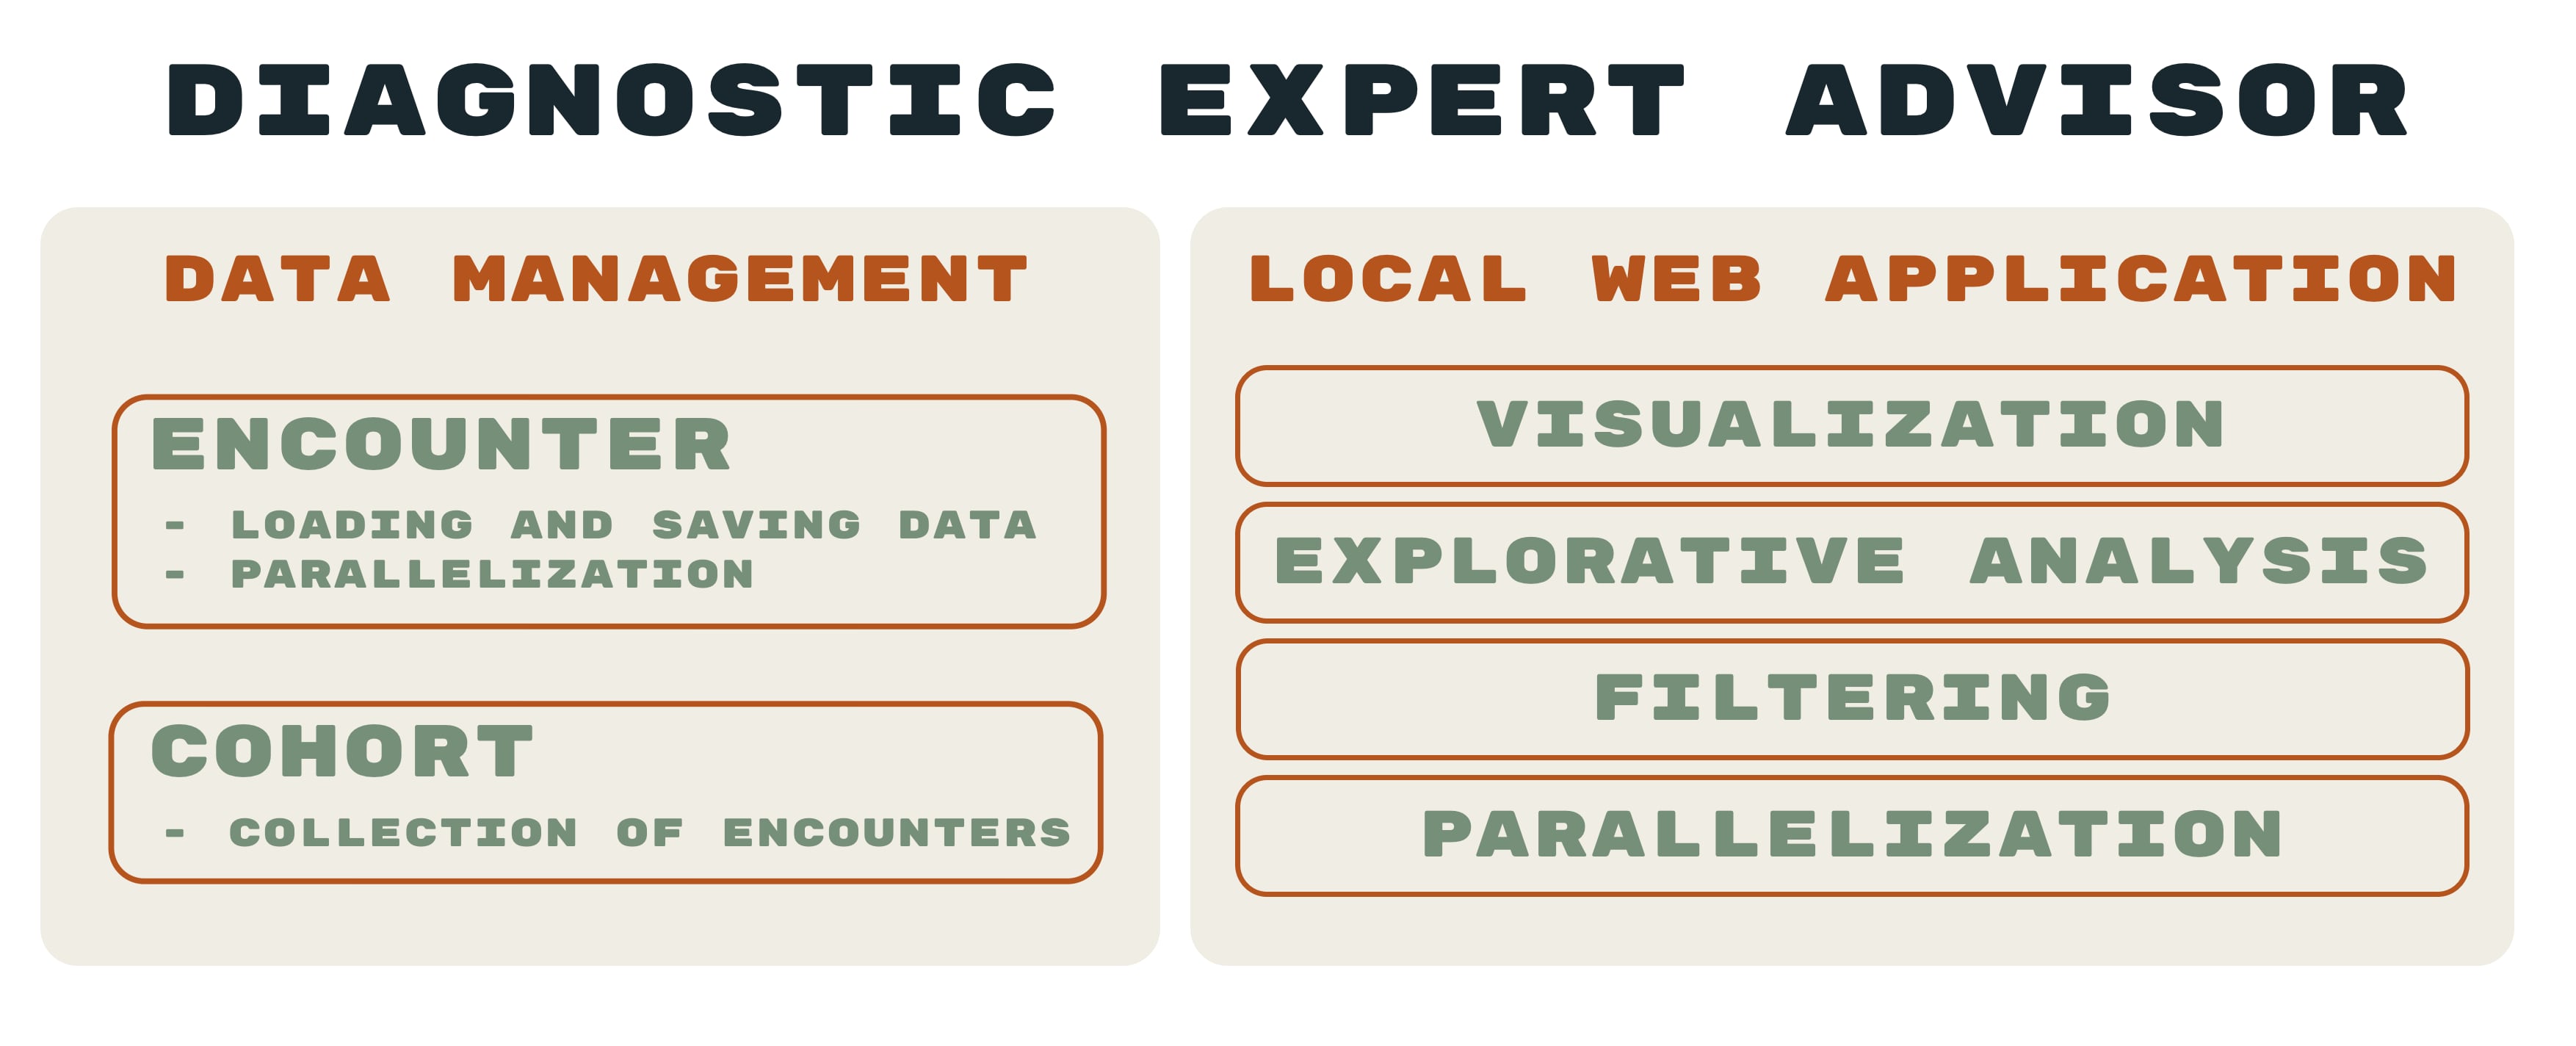 DIAGNOSTIC EXPERT ADVISOR
DATA MANAGEMENT
ENCOUNTER
- LOADING AND SAVING DATA
- PARALLELIZATION
COHORT
- COLLECTION OF ENCOUNTERS
LOCAL WEB APPLICATION
VISUALIZATION
EXPLORATIVE ANALYSIS
FILTERING
PARALLELIZATION